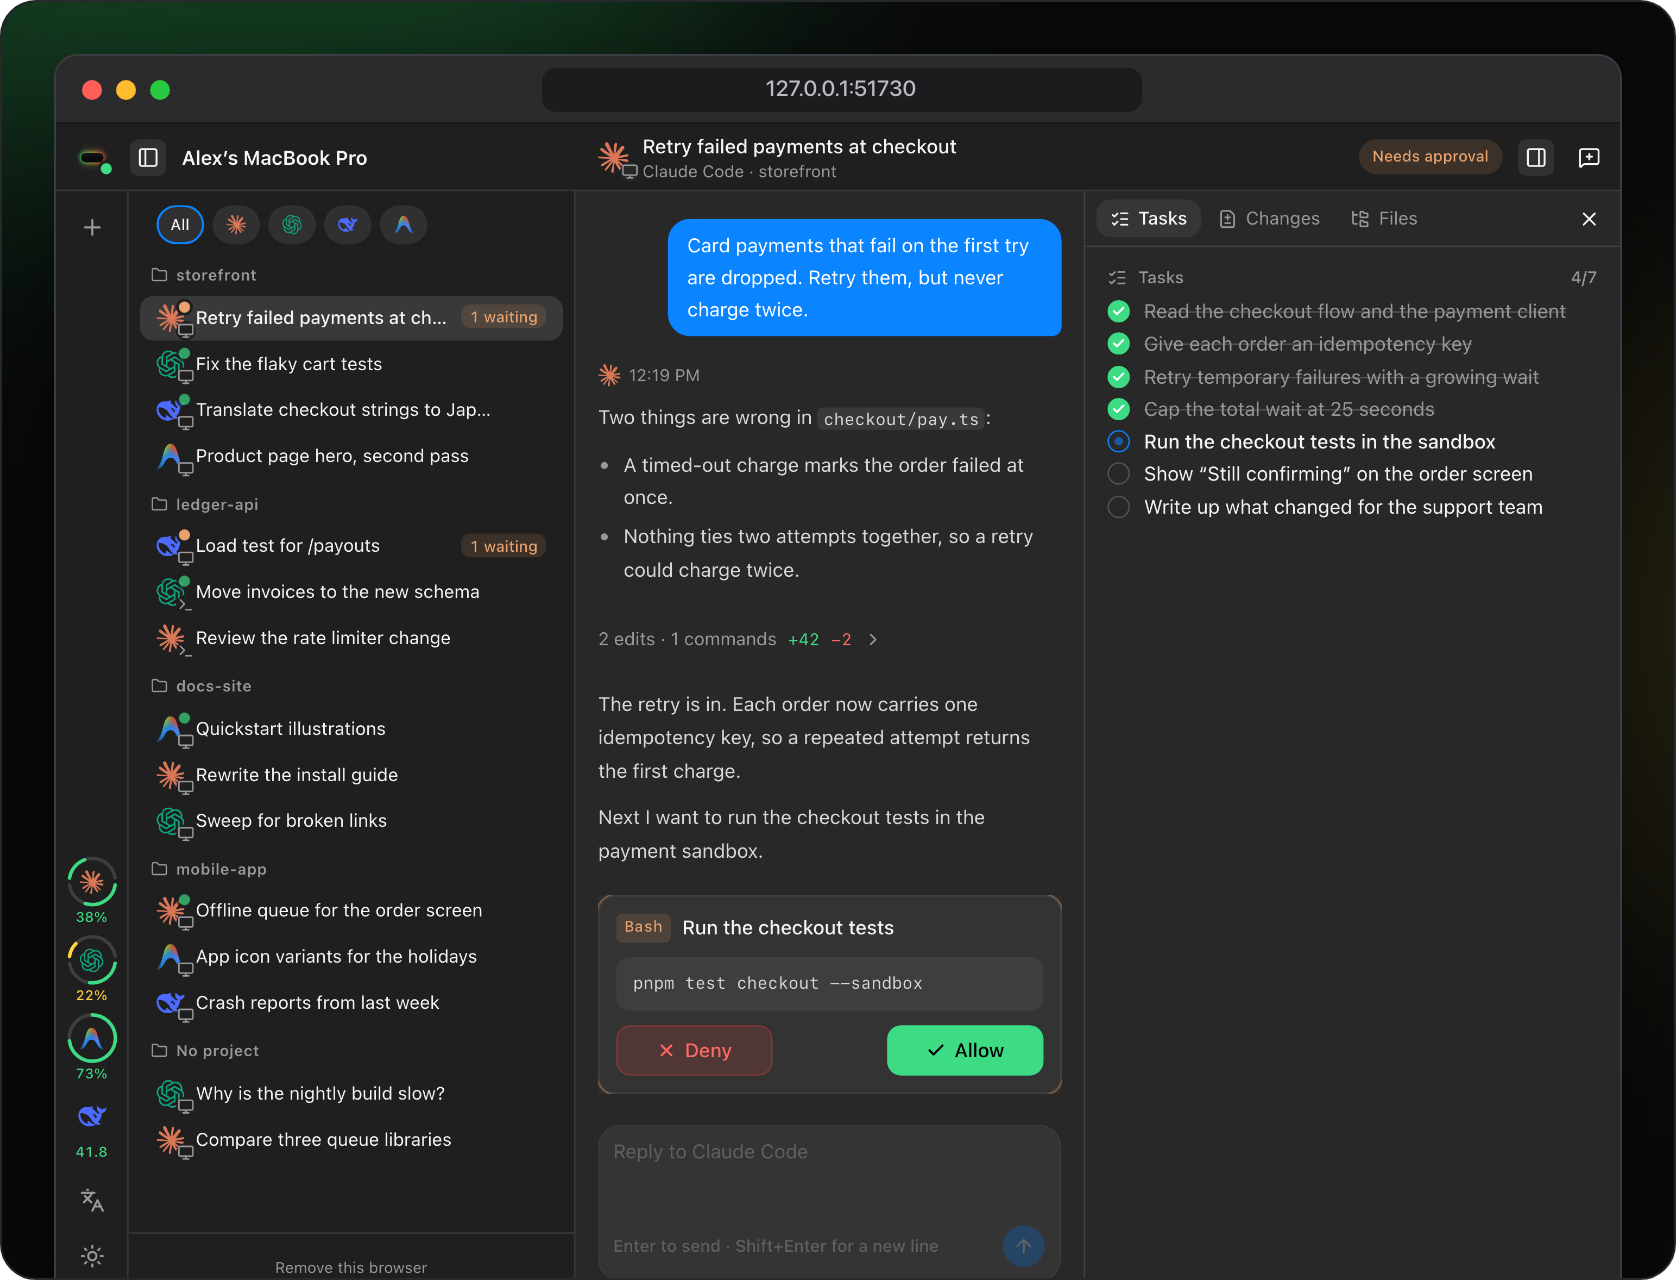 127.0.0.1:51730
Alex’s MacBook Pro
Retry failed payments at checkout
Claude Code · storefront
Needs approval
All
storefront
Retry failed payments at ch...
1 waiting
Fix the flaky cart tests
Translate checkout strings to Jap...
Product page hero, second pass
ledger-api
Load test for /payouts
1 waiting
Move invoices to the new schema
Review the rate limiter change
docs-site
Quickstart illustrations
Rewrite the install guide
Sweep for broken links
mobile-app
Offline queue for the order screen
App icon variants for the holidays
Crash reports from last week
No project
Why is the nightly build slow?
Compare three queue libraries
Remove this browser
38%
22%
73%
41.8
Card payments that fail on the first try
are dropped. Retry them, but never
charge twice.
12:19 PM
Two things are wrong in checkout/pay.ts:
• A timed-out charge marks the order failed at
once.
• Nothing ties two attempts together, so a retry
could charge twice.
2 edits · 1 commands +42 −2
The retry is in. Each order now carries one
idempotency key, so a repeated attempt returns
the first charge.
Next I want to run the checkout tests in the
payment sandbox.
Bash Run the checkout tests
pnpm test checkout --sandbox
Deny
Allow
Reply to Claude Code
Enter to send · Shift+Enter for a new line
Tasks
Changes
Files
Tasks
4/7
Read the checkout flow and the payment client
Give each order an idempotency key
Retry temporary failures with a growing wait
Cap the total wait at 25 seconds
Run the checkout tests in the sandbox
Show “Still confirming” on the order screen
Write up what changed for the support team